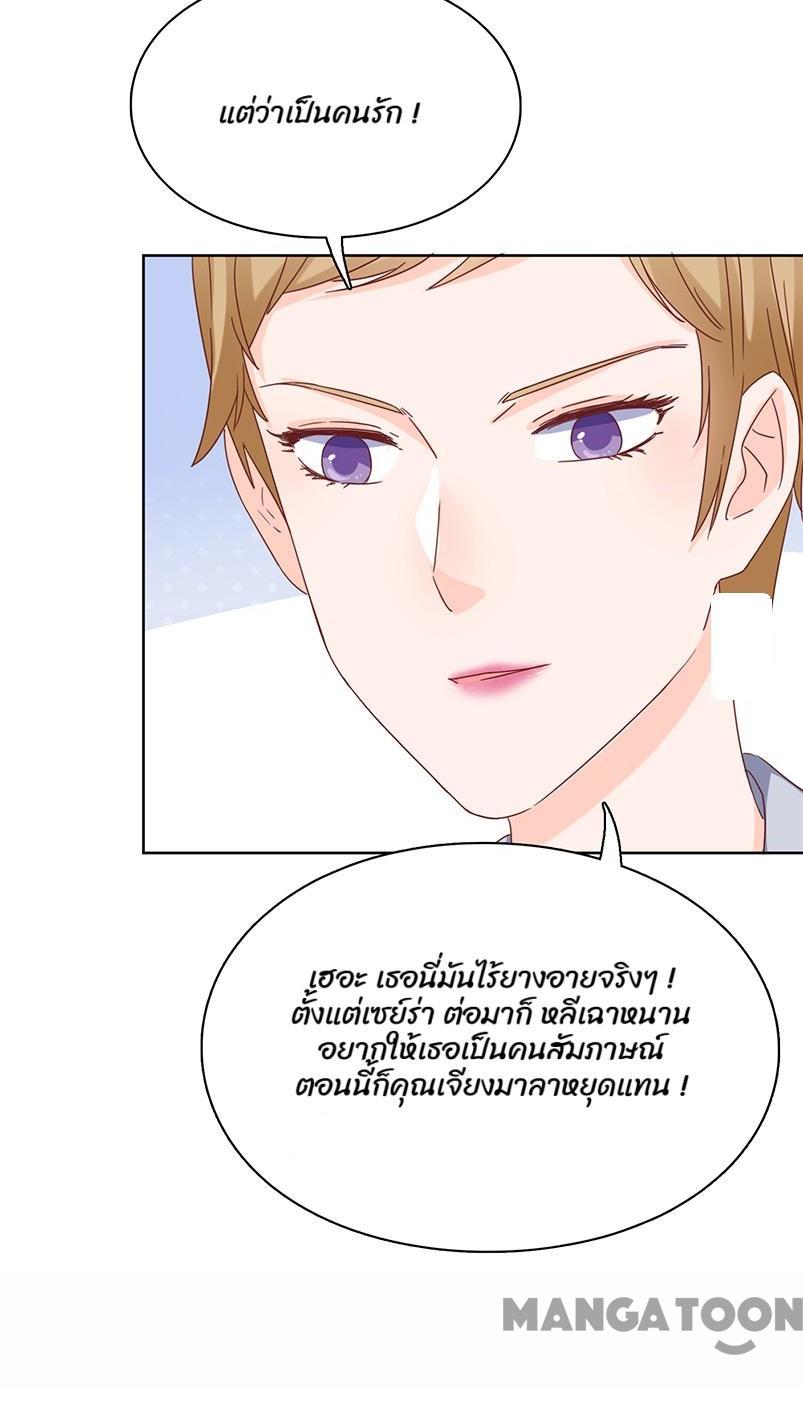 แต่ว่าเป็นคนรัก !
เฮอะ เธอนี่มันไร้ยางอายจริงๆ !
ตั้งแต่เซย์ร่า ต่อมาก็ หลีเฉาหนาน
อยากให้เธอเป็นคนสัมภาษณ์
ตอนนี้ก็คุณเจียงมาลาหยุดแทน !
MANGATOON